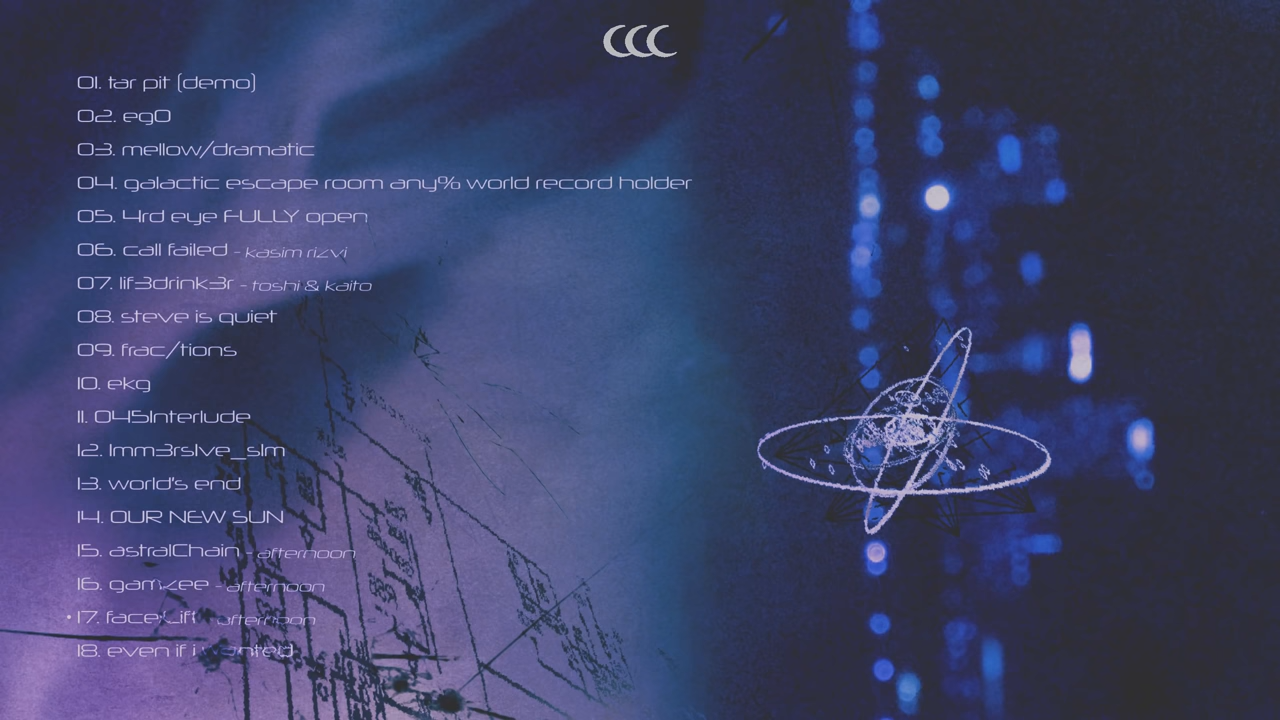 CCC
01. tar pit (demo)
02. eg0
03. mellow/dramatic
04. galactic escape room any% world record holder
05. 4rd eye FULLY open
06. call failed - kasim rizvi
07. lif3drink3r - toshi & kaito
08. steve is quiet
09. frac/tions
10. ekg
11. 045Interlude
12. Imm3rsIve_sIm
13. world's end
14. OUR NEW SUN
15. astralChain - afternoon
16. gamzee - afternoon
• 17. face:Lift afternoon
18. even if i